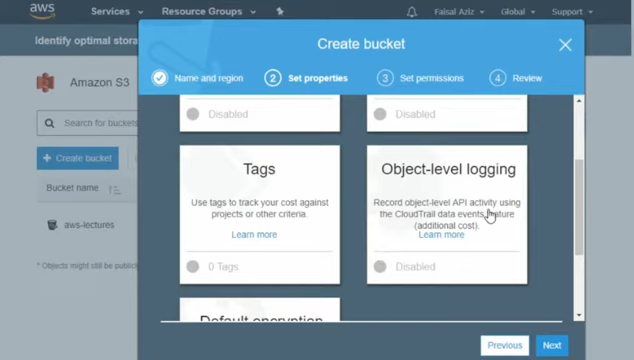 aws
Services
Resource Groups
Faisal Aziz
Global
Support
Identify optimal stora
Create bucket
Name and region
2 Set properties
3 Set permissions
4 Review
Amazon S3
Search for buckets
+ Create bucket
Bucket name
aws-lectures
* Objects might still be public
Disabled
Disabled
Tags
Use tags to track your cost against
projects or other criteria.
Learn more
0 Tags
Object-level logging
Record object-level API activity using
the CloudTrail data events feature
(additional cost).
Learn more
Disabled
Default encryption
Previous
Next